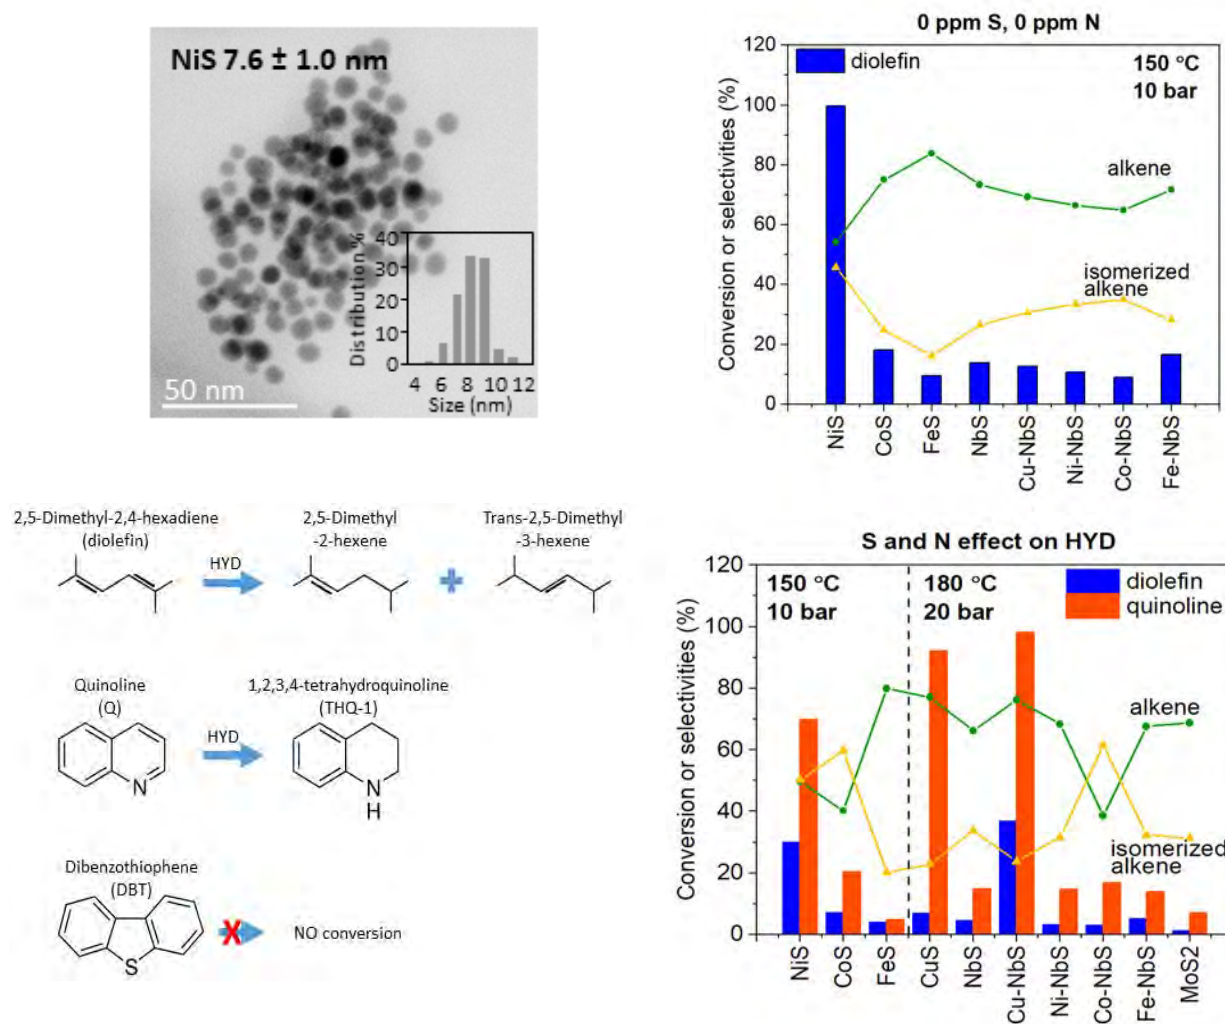 NiS 7.6 ± 1.0 nm
Distribution %
40
30
20
10
0
4 6 8 10 12
Size (nm)
50 nm
0 ppm S, 0 ppm N
Conversion or selectivities (%)
120
100
80
60
40
20
0
diolefin
150 °C
10 bar
alkene
isomerized
alkene
NiS
CoS
FeS
NbS
Cu-NbS
Ni-NbS
Co-NbS
Fe-NbS
2,5-Dimethyl-2,4-hexadiene
(diolefin)
HYD
2,5-Dimethyl
-2-hexene
Trans-2,5-Dimethyl
-3-hexene
Quinoline
(Q)
N
HYD
1,2,3,4-tetrahydroquinoline
(THQ-1)
N
H
Dibenzothiophene
(DBT)
S
X
NO conversion
S and N effect on HYD
Conversion or selectivities (%)
120
100
80
60
40
20
0
150 °C
10 bar
180 °C
20 bar
diolefin
quinoline
alkene
isomerized
alkene
NiS
CoS
FeS
CuS
NbS
Cu-NbS
Ni-NbS
Co-NbS
Fe-NbS
MoS2